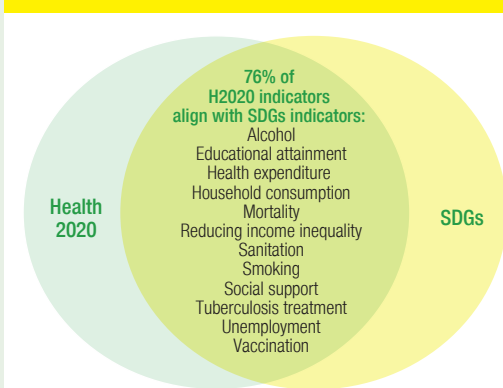 76% of
H2020 indicators
align with SDGs indicators:
Alcohol
Educational attainment
Health expenditure
Household consumption
Mortality
Reducing income inequality
Sanitation
Smoking
Social support
Tuberculosis treatment
Unemployment
Vaccination
Health
2020
SDGs